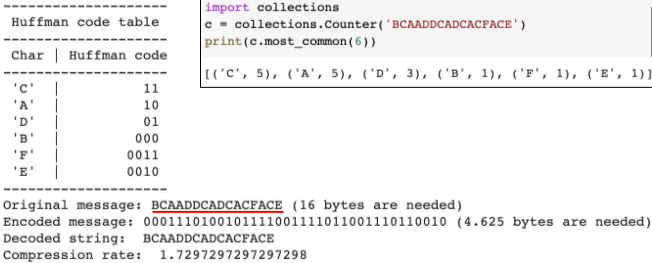 --------------------
Huffman code table
--------------------
Char | Huffman code
--------------------
'C' | 11
'A' | 10
'D' | 01
'B' | 000
'F' | 0011
'E' | 0010
--------------------
import collections
c = collections.Counter('BCAADDCADCACFACE')
print(c.most_common(6))
[('C', 5), ('A', 5), ('D', 3), ('B', 1), ('F', 1), ('E', 1)]
Original message: BCAADDCADCACFACE (16 bytes are needed)
Encoded message: 0001110100101111001111011001110110010 (4.625 bytes are needed)
Decoded string: BCAADDCADCACFACE
Compression rate: 1.7297297297297298